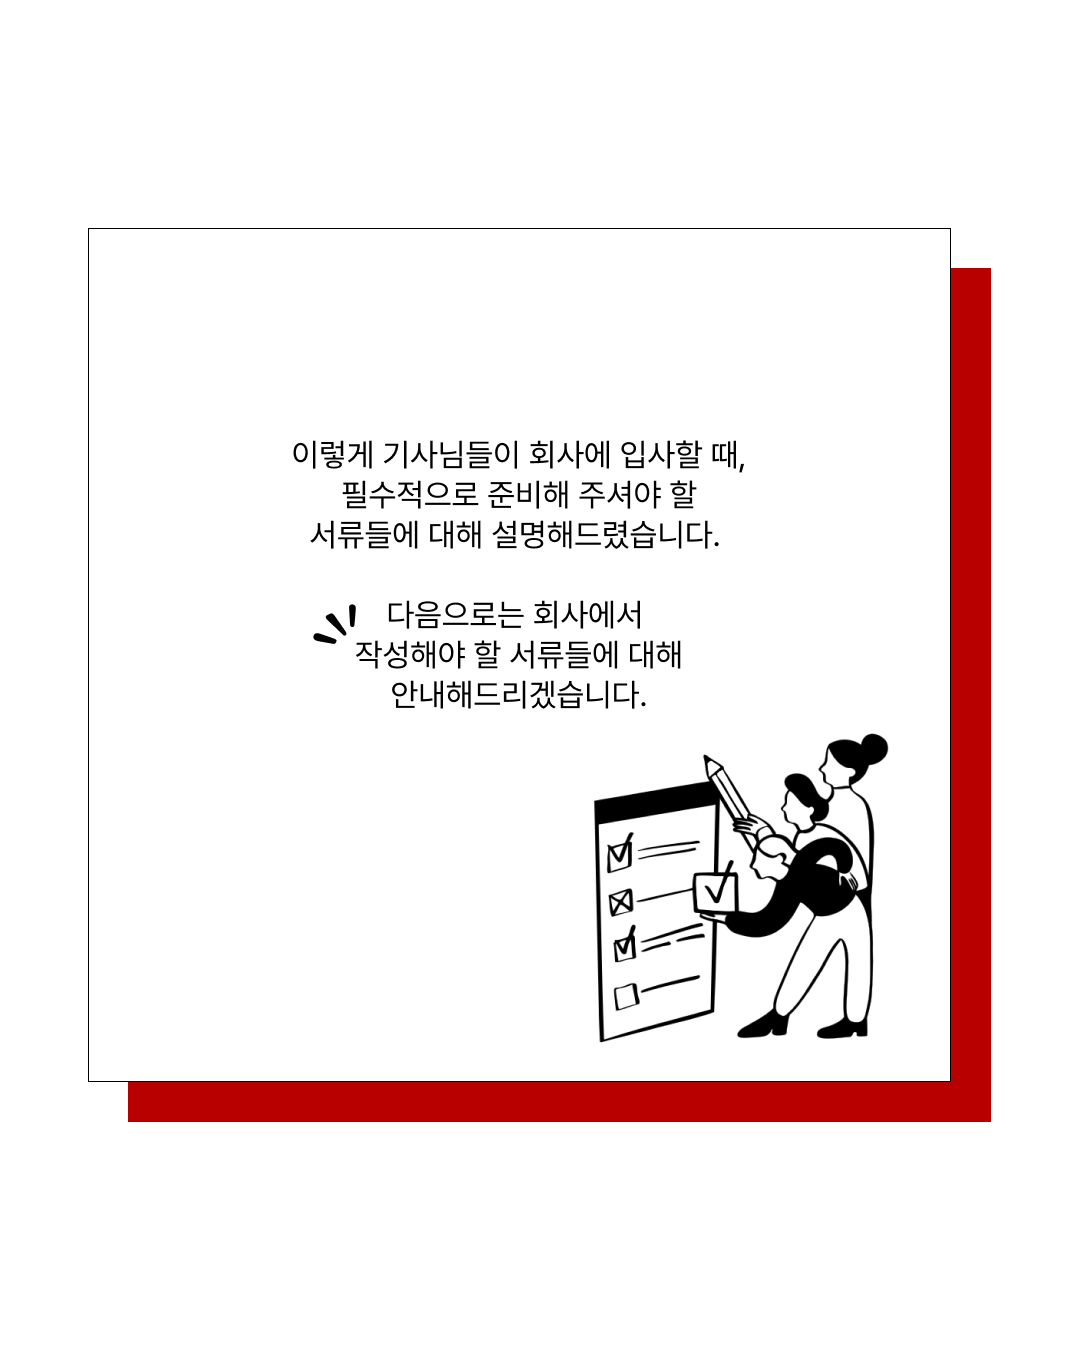 이렇게 기사님들이 회사에 입사할 때,
필수적으로 준비해 주셔야 할
서류들에 대해 설명해드렸습니다.
다음으로는 회사에서
작성해야 할 서류들에 대해
안내해드리겠습니다.